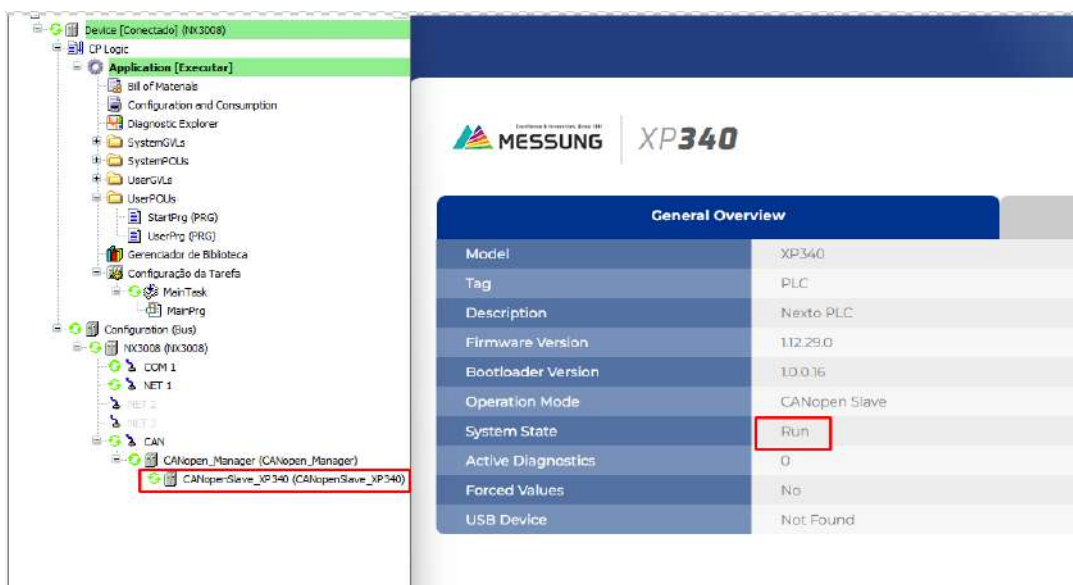 Device [Conectado] (NX3008)
CP Logic
Application [Executar]
Bill of Materials
Configuration and Consumption
Diagnostic Explorer
SystemGVLs
SystemPOUs
UserGVLs
UserPOUs
StartPrg (PRG)
UserPrg (PRG)
Gerenciador de Biblioteca
Configuração da Tarefa
MainTask
MainPrg
Configuration (Bus)
NX3008 (NX3008)
COM 1
NET 1
NET 2
NET 3
CAN
CANopen_Manager (CANopen_Manager)
CANopenSlave_XP340 (CANopenSlave_XP340)
MESSUNG
XP340
General Overview
Model XP340
Tag PLC
Description Nexto PLC
Firmware Version 1.12.29.0
Bootloader Version 1.0.0.16
Operation Mode CANopen Slave
System State Run
Active Diagnostics 0
Forced Values No
USB Device Not Found